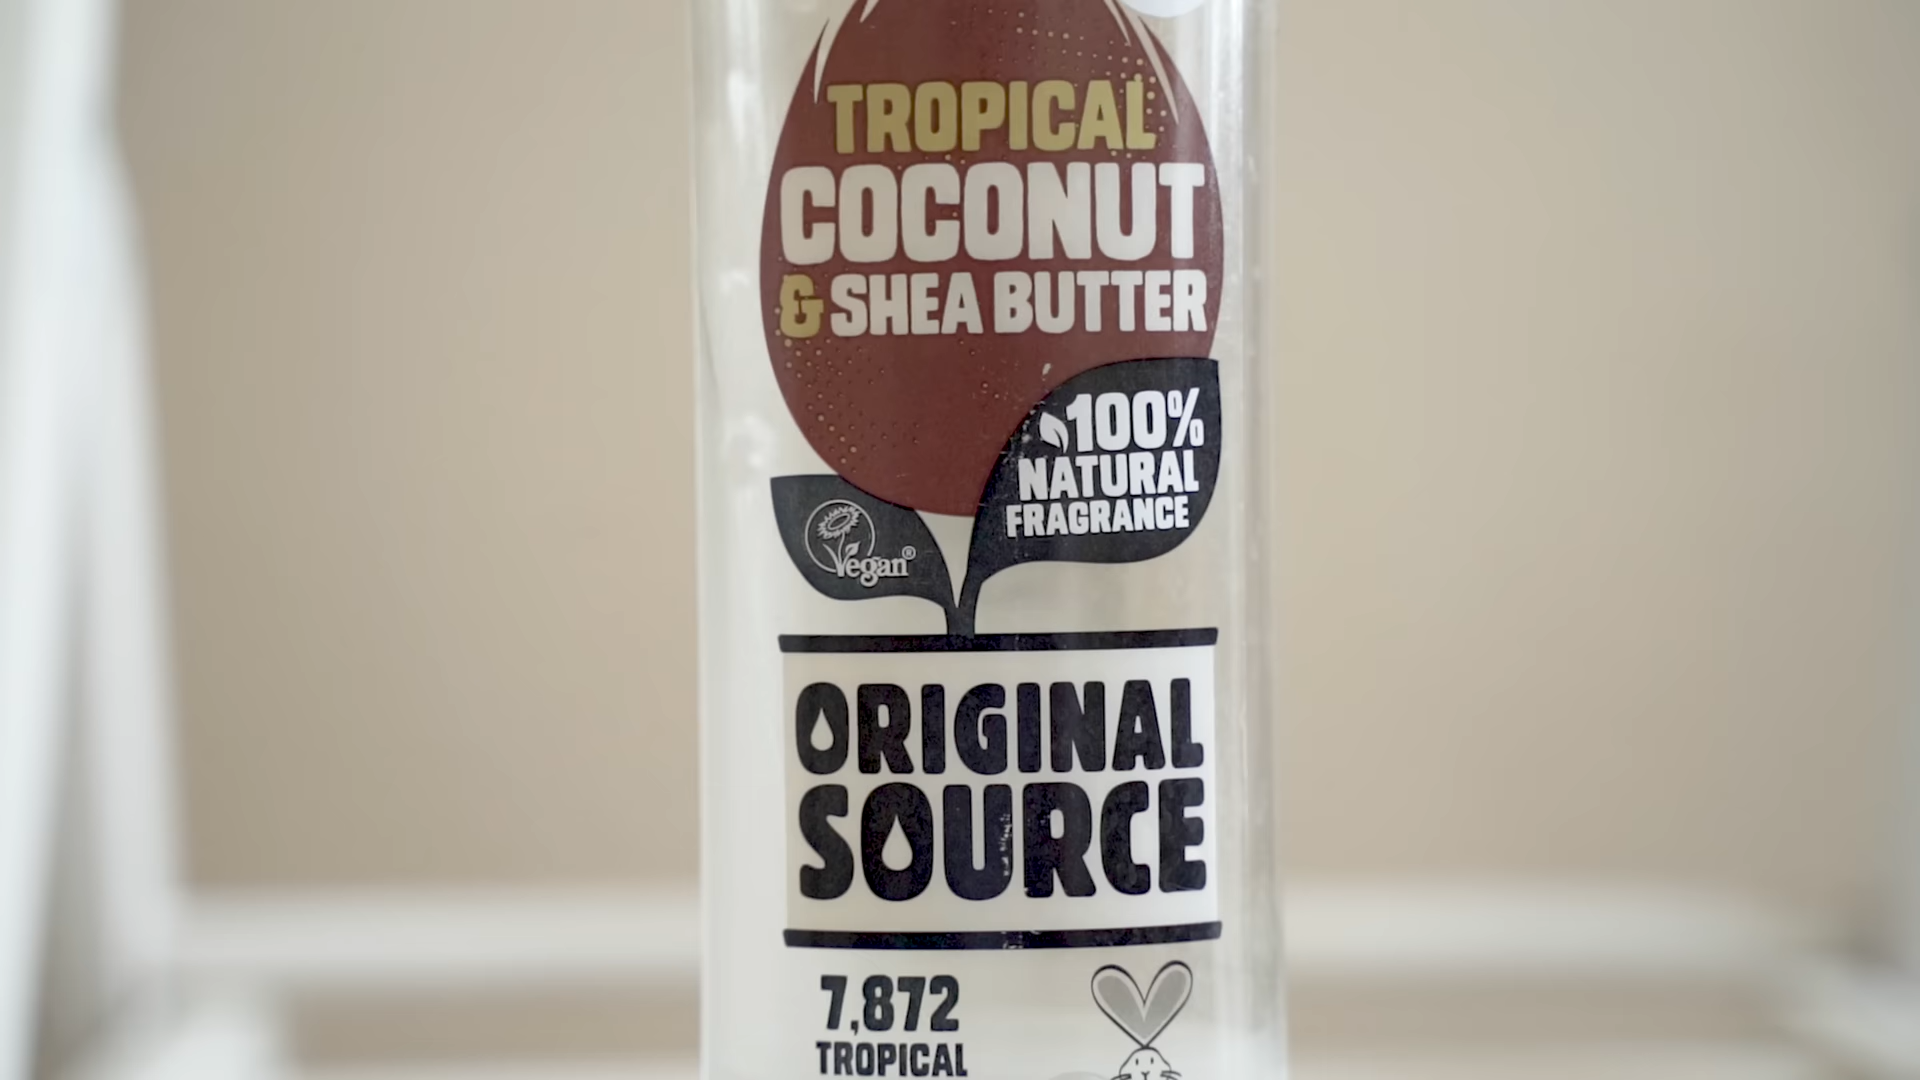 TROPICAL
COCONUT
& SHEA BUTTER
100%
NATURAL
FRAGRANCE
Vegan®
ORIGINAL
SOURCE
7,872
TROPICAL